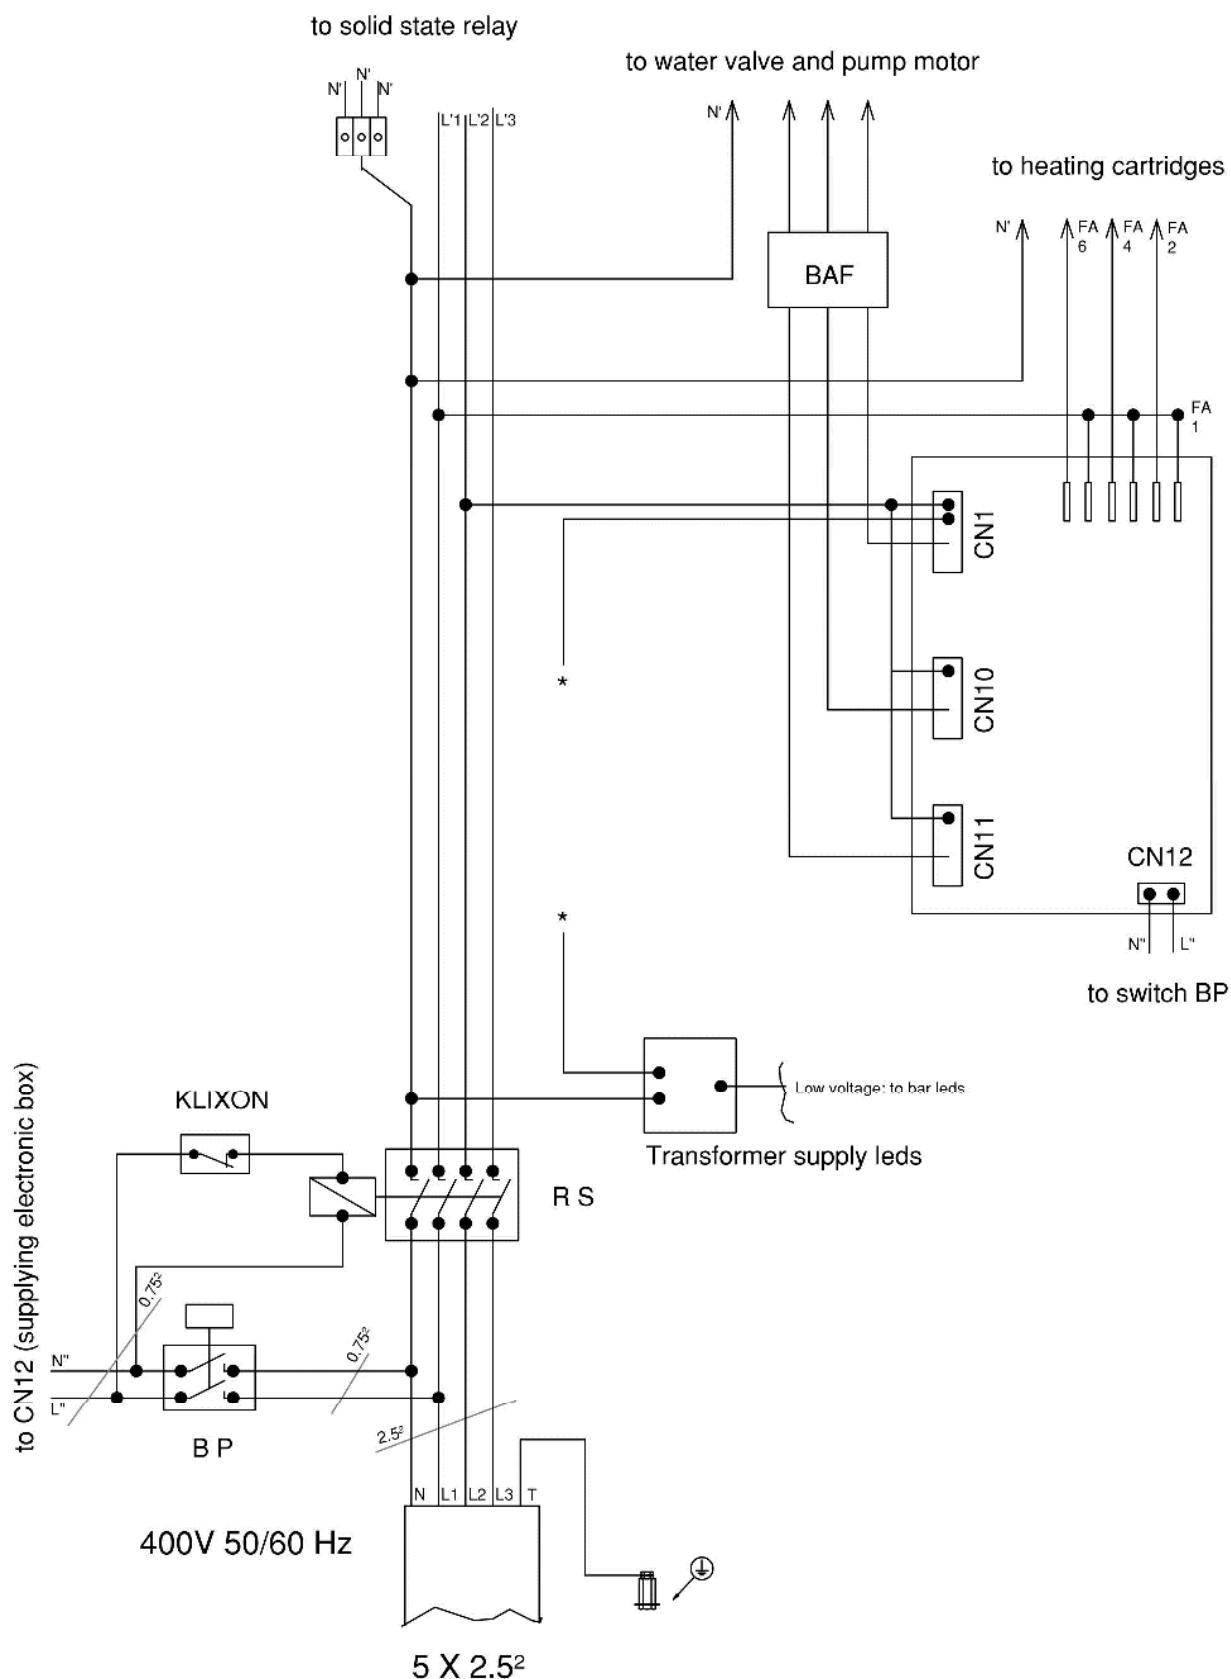 to solid state relay
to water valve and pump motor
N'
N'
N'
L'1
L'2
L'3
N'
to heating cartridges
N'
FA
6
FA
4
FA
2
BAF
FA
1
CN1
*
CN10
CN11
CN12
*
N"
L"
to switch BP
KLIXON
Low voltage: to bar leds
Transformer supply leds
R S
to CN12 (supplying electronic box)
0.75²
0.75²
N"
L"
B P
2.5²
N
L1
L2
L3
T
400V 50/60 Hz
5 X 2.5²